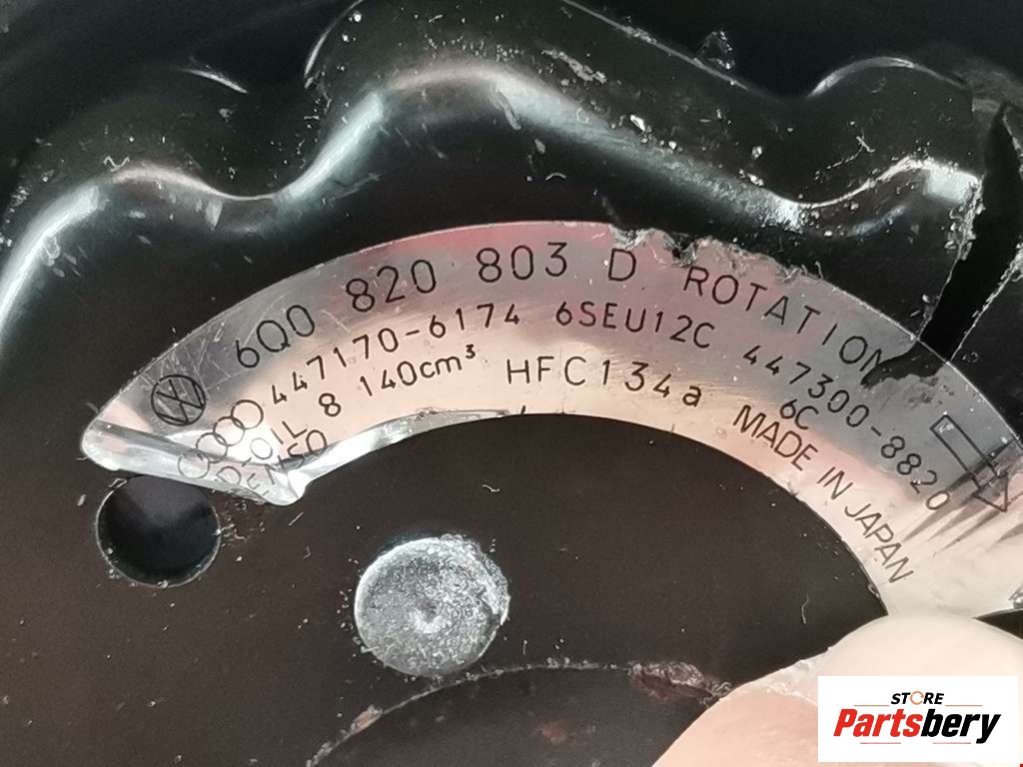 6Q0 820 803 D ROTATION
447170-6174 6SEU12C 447300-8820
ND-OIL 8 140cm³ HFC134a 6C
DENSO MADE IN JAPAN
STORE
Partsbery